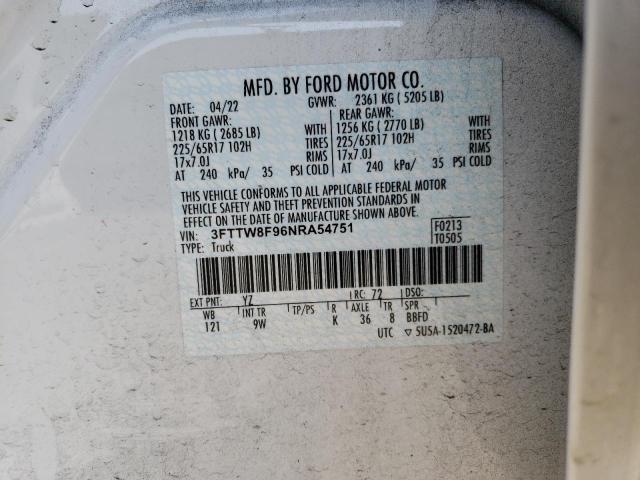 MFD. BY FORD MOTOR CO.
DATE: 04/22 GVWR: 2361 KG ( 5205 LB)
FRONT GAWR: REAR GAWR:
1218 KG ( 2685 LB) WITH 1256 KG ( 2770 LB) WITH
225/65R17 102H TIRES 225/65R17 102H TIRES
17x7.0J RIMS 17x7.0J RIMS
AT 240 kPa/ 35 PSI COLD AT 240 kPa/ 35 PSI COLD
THIS VEHICLE CONFORMS TO ALL APPLICABLE FEDERAL MOTOR
VEHICLE SAFETY AND THEFT PREVENTION STANDARDS IN
EFFECT ON THE DATE OF MANUFACTURE SHOWN ABOVE.
VIN: 3FTTW8F96NRA54751 F0213
TYPE: Truck T0505
EXT PNT: YZ RC: 72 DSO:
WB INT TR TP/PS R AXLE TR SPR
121 9W K 36 8 BBFD
UTC ▽ 5U5A-1520472-BA